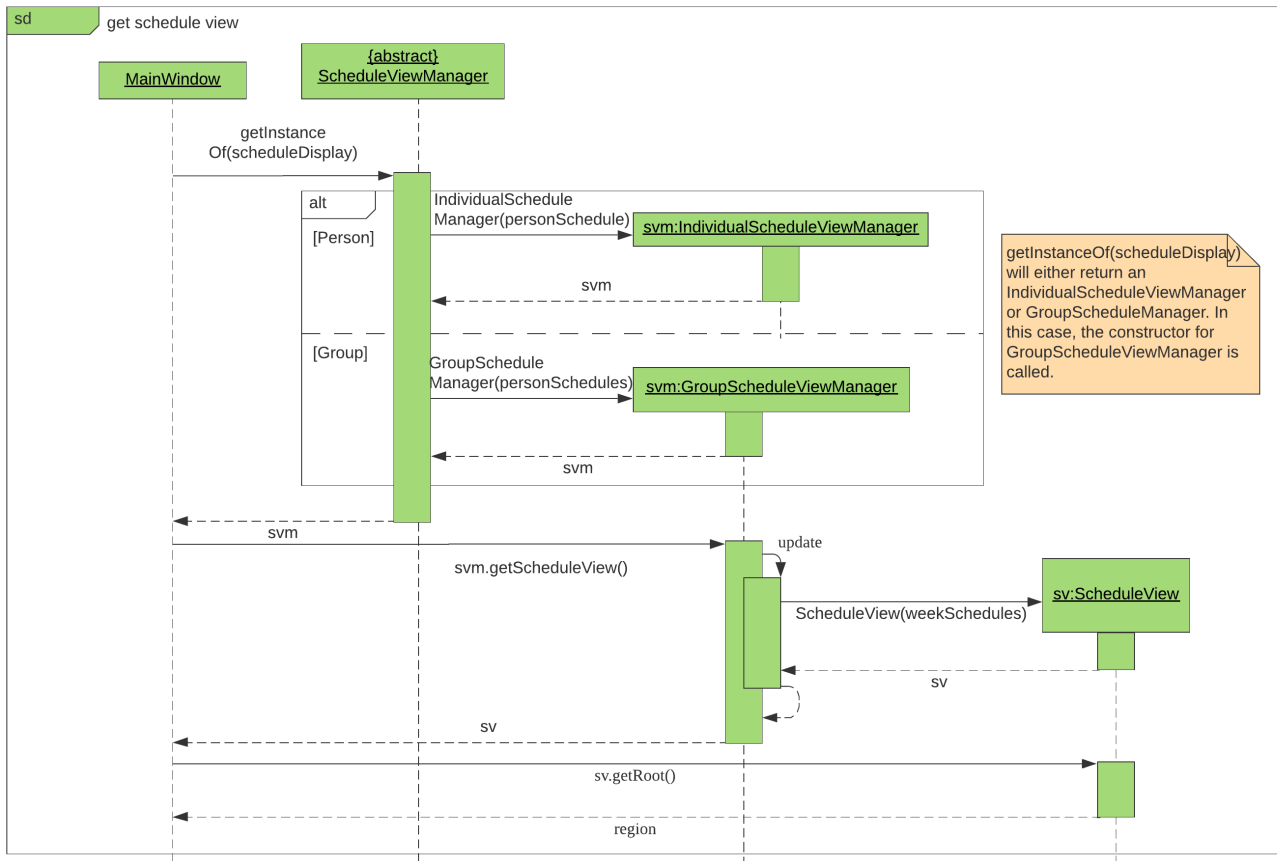 sd
get schedule view
MainWindow
{abstract}
ScheduleViewManager
getInstance
Of(scheduleDisplay)
alt
[Person]
IndividualSchedule
Manager(personSchedule)
svm:IndividualScheduleViewManager
svm
getInstanceOf(scheduleDisplay)
will either return an
IndividualScheduleViewManager
or GroupScheduleManager. In
this case, the constructor for
GroupScheduleViewManager is
called.
[Group]
GroupSchedule
Manager(personSchedules)
svm:GroupScheduleViewManager
svm
svm
svm.getScheduleView()
update
sv:ScheduleView
ScheduleView(weekSchedules)
sv
sv
sv.getRoot()
region